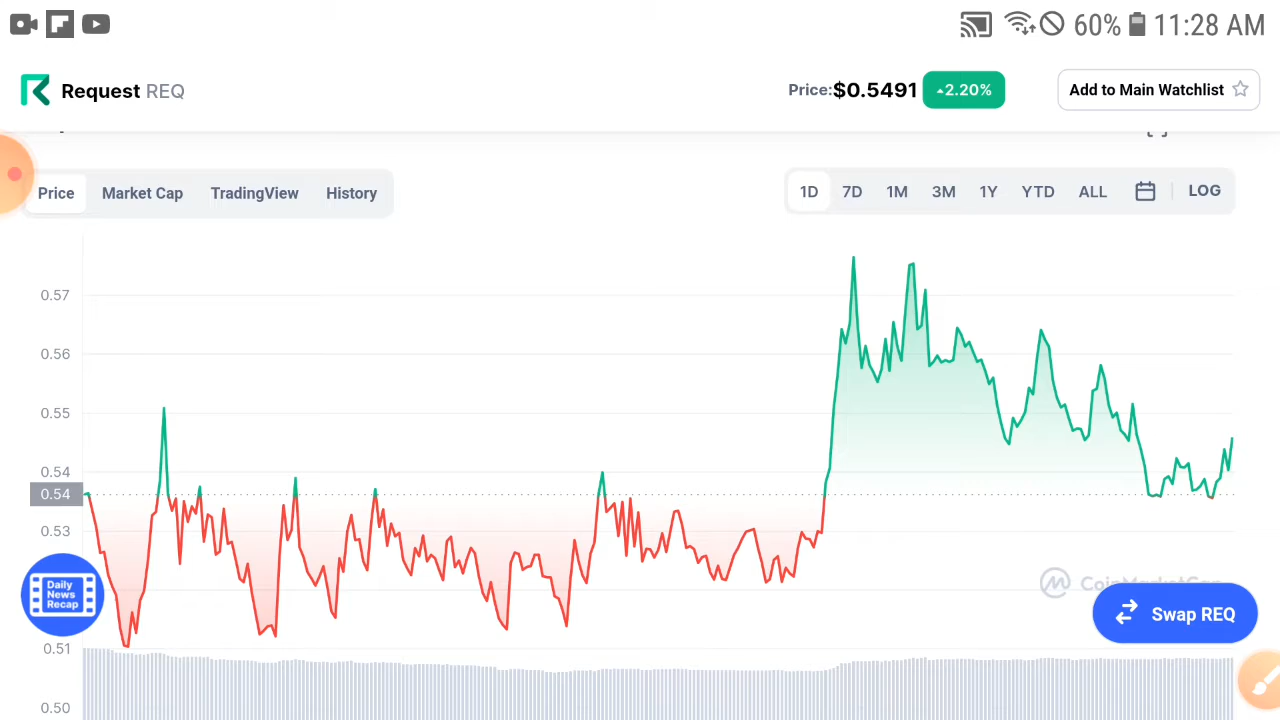 60% 11:28 AM
Request REQ
Price:$0.5491 2.20% Add to Main Watchlist
Price Market Cap TradingView History
1D 7D 1M 3M 1Y YTD ALL LOG
0.57
0.56
0.55
0.54
0.54
0.53
0.51
0.50
Daily
News
Recap
CoinMarketCap
Swap REQ